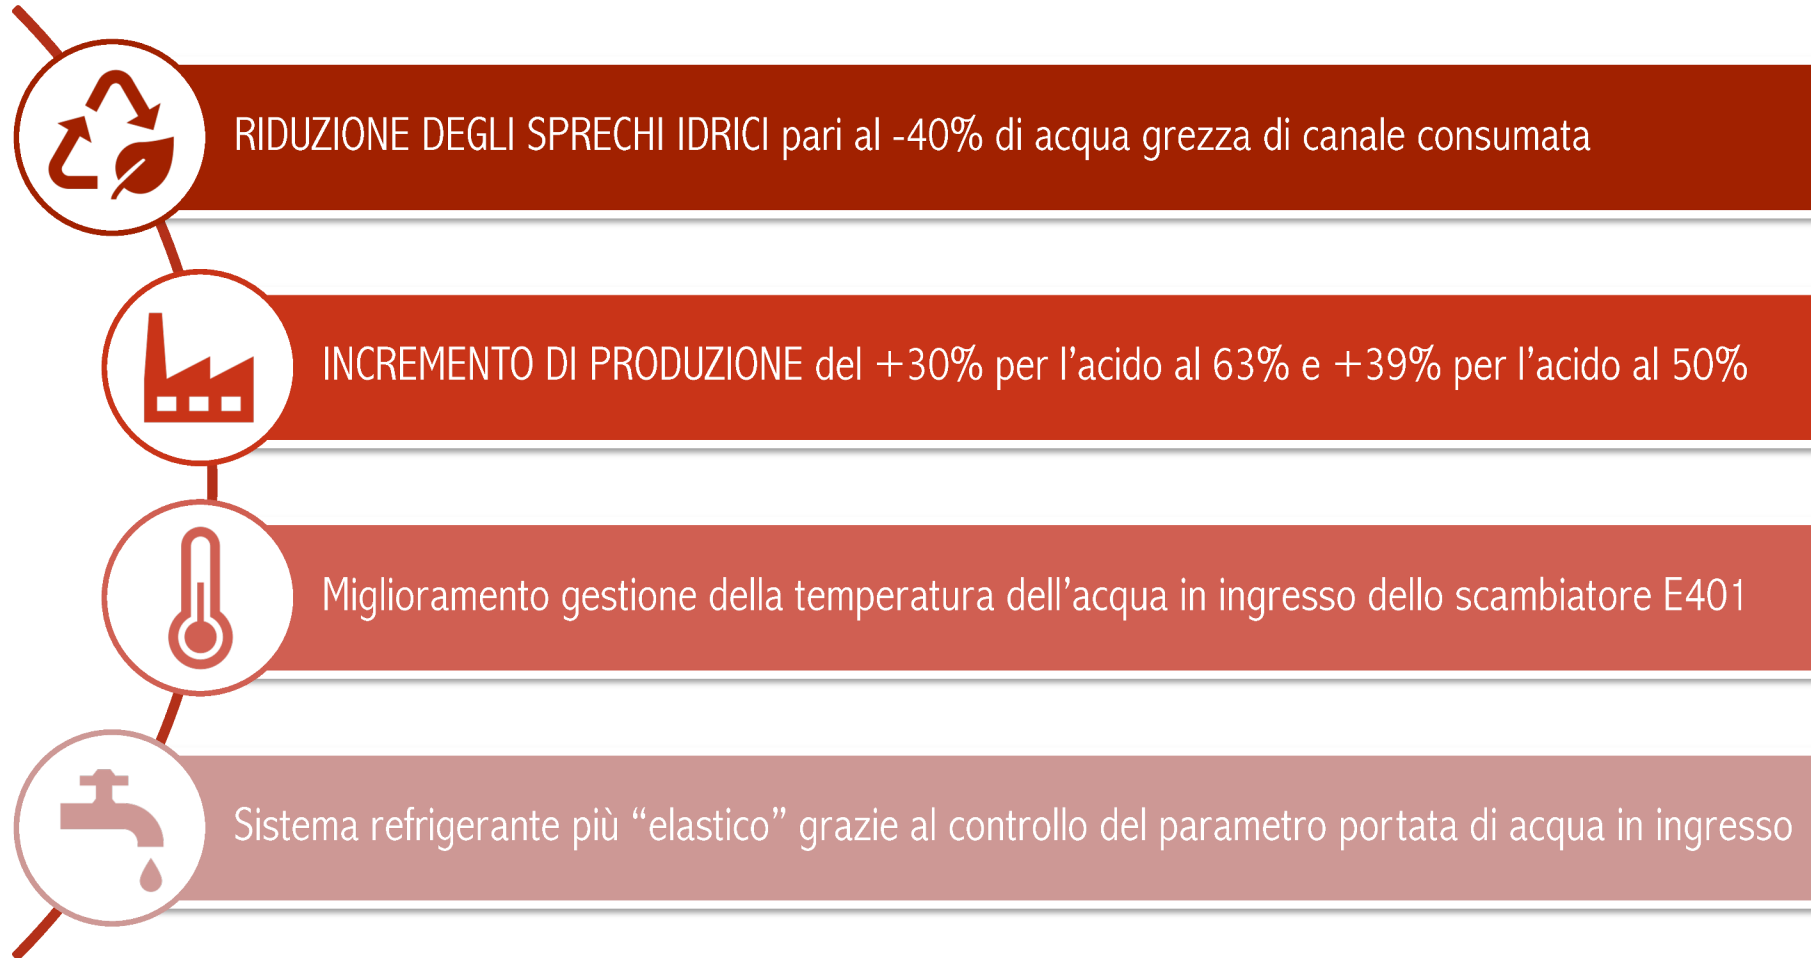 RIDUZIONE DEGLI SPRECHI IDRICI pari al -40% di acqua grezza di canale consumata
INCREMENTO DI PRODUZIONE del +30% per l’acido al 63% e +39% per l’acido al 50%
Miglioramento gestione della temperatura dell’acqua in ingresso dello scambiatore E401
Sistema refrigerante più “elastico” grazie al controllo del parametro portata di acqua in ingresso